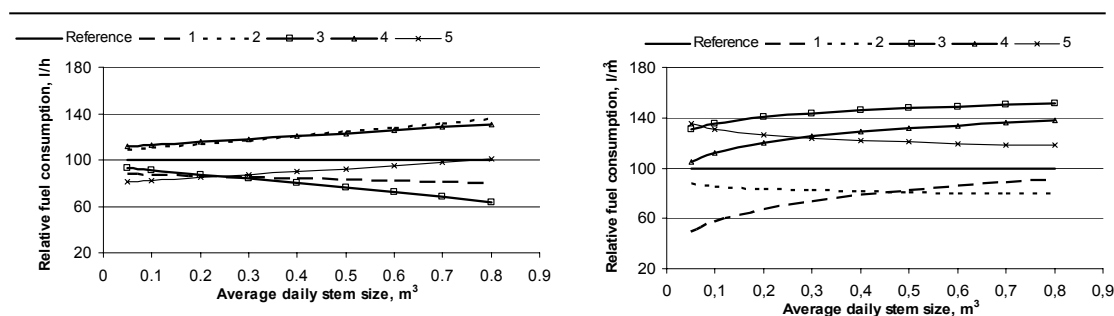 Reference 1 2 3 4 5
Relative fuel consumption, l/h
180
140
100
60
20
0 0.1 0.2 0.3 0.4 0.5 0.6 0.7 0.8 0.9
Average daily stem size, m³
Reference 1 2 3 4 5
Relative fuel consumption, l/m³
180
140
100
60
20
0 0,1 0,2 0,3 0,4 0,5 0,6 0,7 0,8 0,9
Average daily stem size, m³